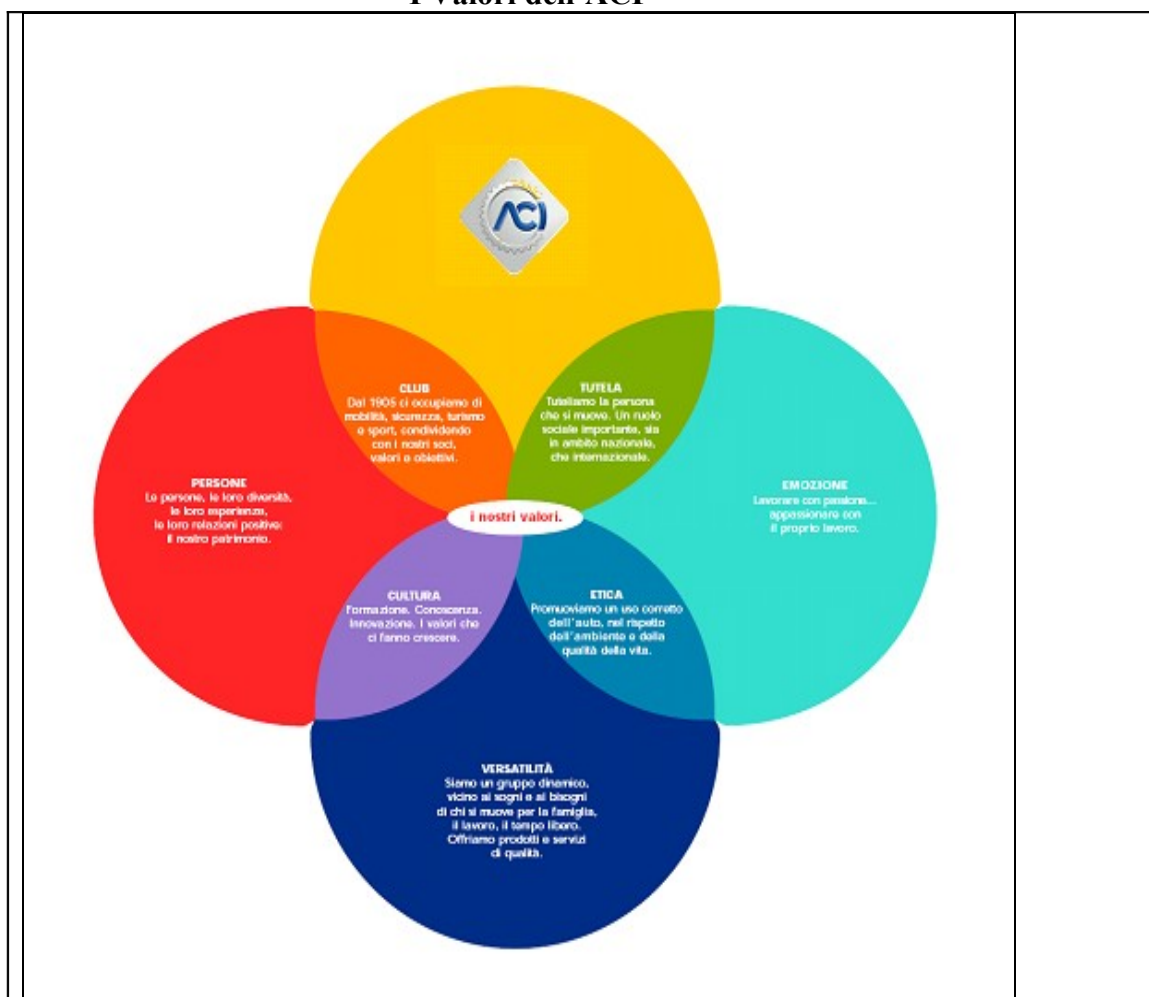 I Valori dell'ACI
ACI
CLUB
Dal 1905 ci occupiamo di
mobilità, sicurezza, turismo
e sport, condividendo
con i nostri soci,
valori e obiettivi.
TUTELA
Tuteliamo la persona
che si muove. Un ruolo
sociale importante, sia
in ambito nazionale,
che internazionale.
PERSONE
Le persone, le loro diversità,
le loro esperienze,
le loro relazioni positive:
il nostro patrimonio.
EMOZIONE
Lavorare con passione...
appassionare con
il proprio lavoro.
i nostri valori.
CULTURA
Formazione. Conoscenza.
Innovazione. I valori che
ci fanno crescere.
ETICA
Promuoviamo un uso corretto
dell'auto, nel rispetto
dell'ambiente e della
qualità della vita.
VERSATILITÀ
Siamo un gruppo dinamico,
vicino ai sogni e ai bisogni
di chi si muove per la famiglia,
il lavoro, il tempo libero.
Offriamo prodotti e servizi
di qualità.